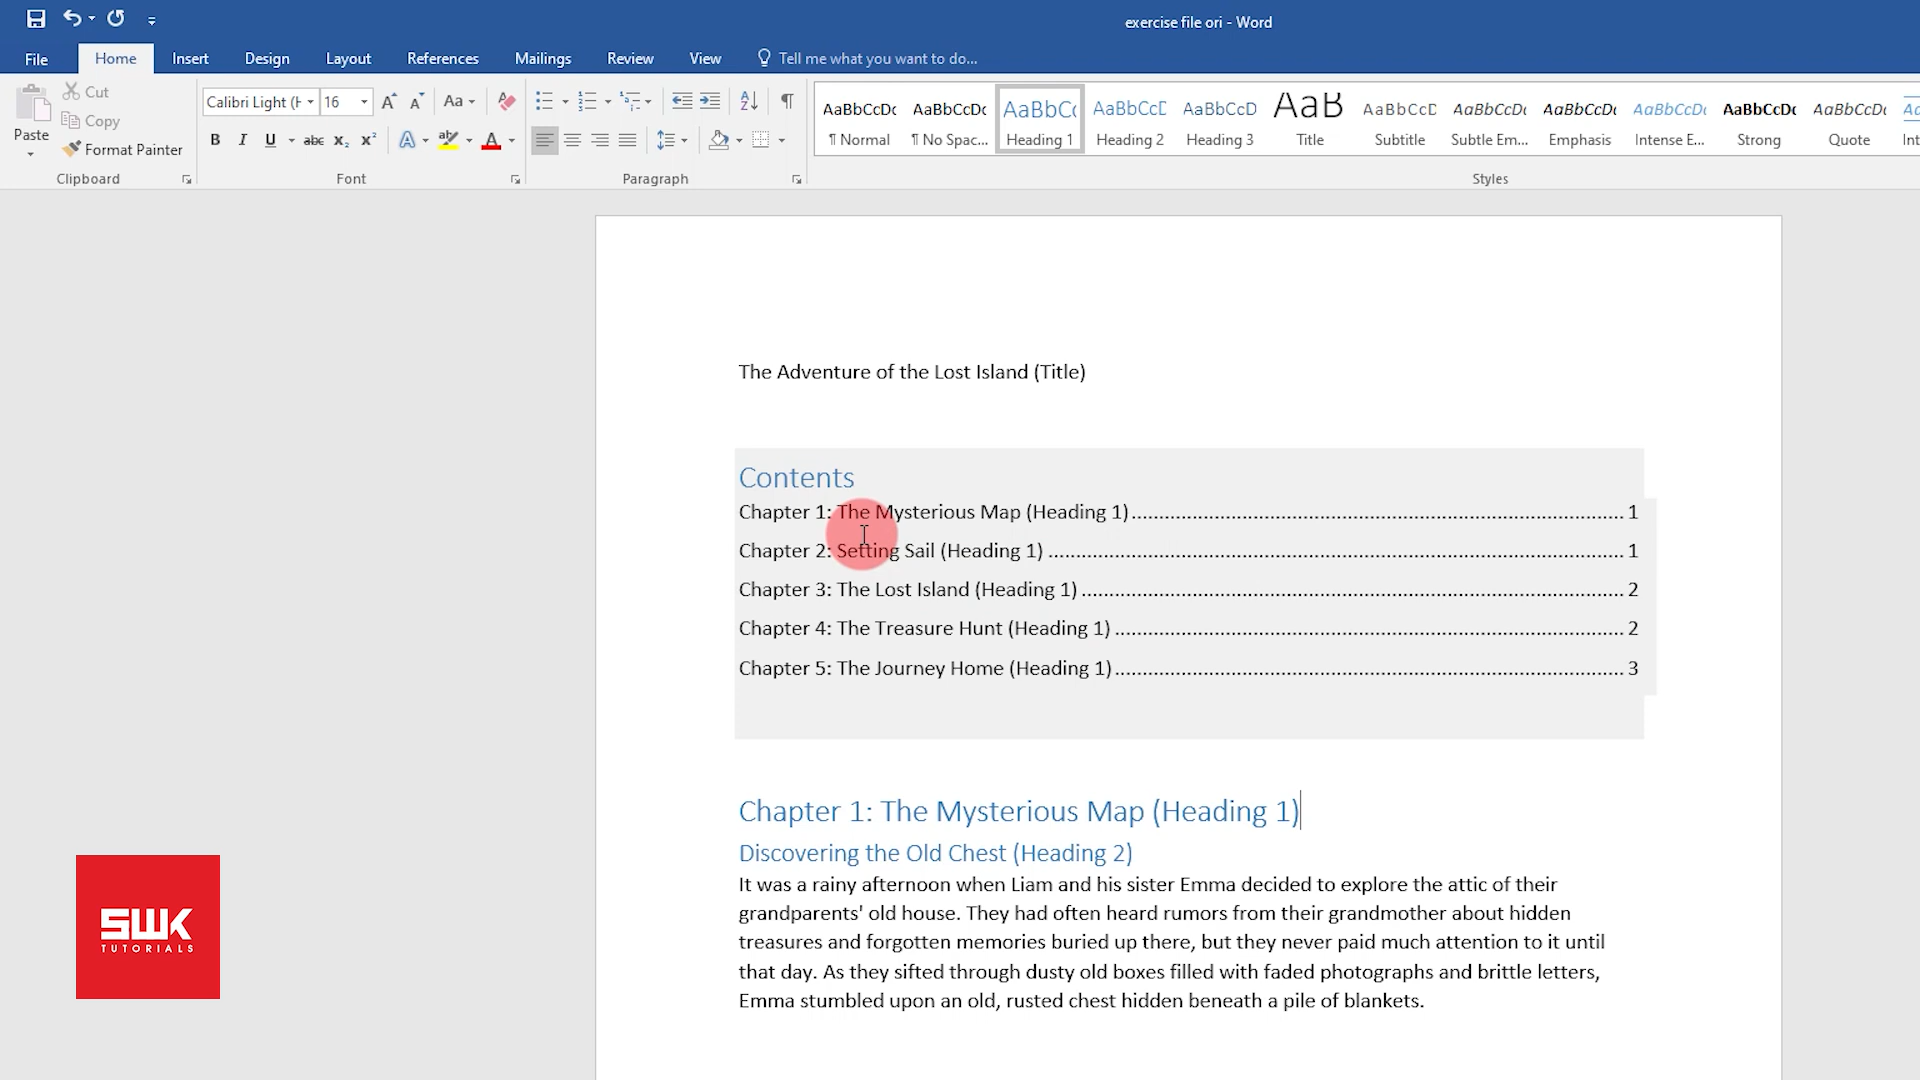 exercise file ori - Word
File Home Insert Design Layout References Mailings Review View Tell me what you want to do...
Paste
Cut
Copy
Format Painter
Clipboard
Calibri Light (H 16
Font
Paragraph
AaBbCcDc AaBbCcDc AaBbCc AaBbCcD AaBbCcD AaB AaBbCcD AaBbCcDc AaBbCcDc AaBbCcDc AaBbCcDc AaBbCcDc
¶ Normal ¶ No Spac... Heading 1 Heading 2 Heading 3 Title Subtitle Subtle Em... Emphasis Intense E... Strong Quote Int
Styles
The Adventure of the Lost Island (Title)
Contents
Chapter 1: The Mysterious Map (Heading 1) 1
Chapter 2: Setting Sail (Heading 1) 1
Chapter 3: The Lost Island (Heading 1) 2
Chapter 4: The Treasure Hunt (Heading 1) 2
Chapter 5: The Journey Home (Heading 1) 3
Chapter 1: The Mysterious Map (Heading 1)
Discovering the Old Chest (Heading 2)
It was a rainy afternoon when Liam and his sister Emma decided to explore the attic of their
grandparents' old house. They had often heard rumors from their grandmother about hidden
treasures and forgotten memories buried up there, but they never paid much attention to it until
that day. As they sifted through dusty old boxes filled with faded photographs and brittle letters,
Emma stumbled upon an old, rusted chest hidden beneath a pile of blankets.
SWK
TUTORIALS